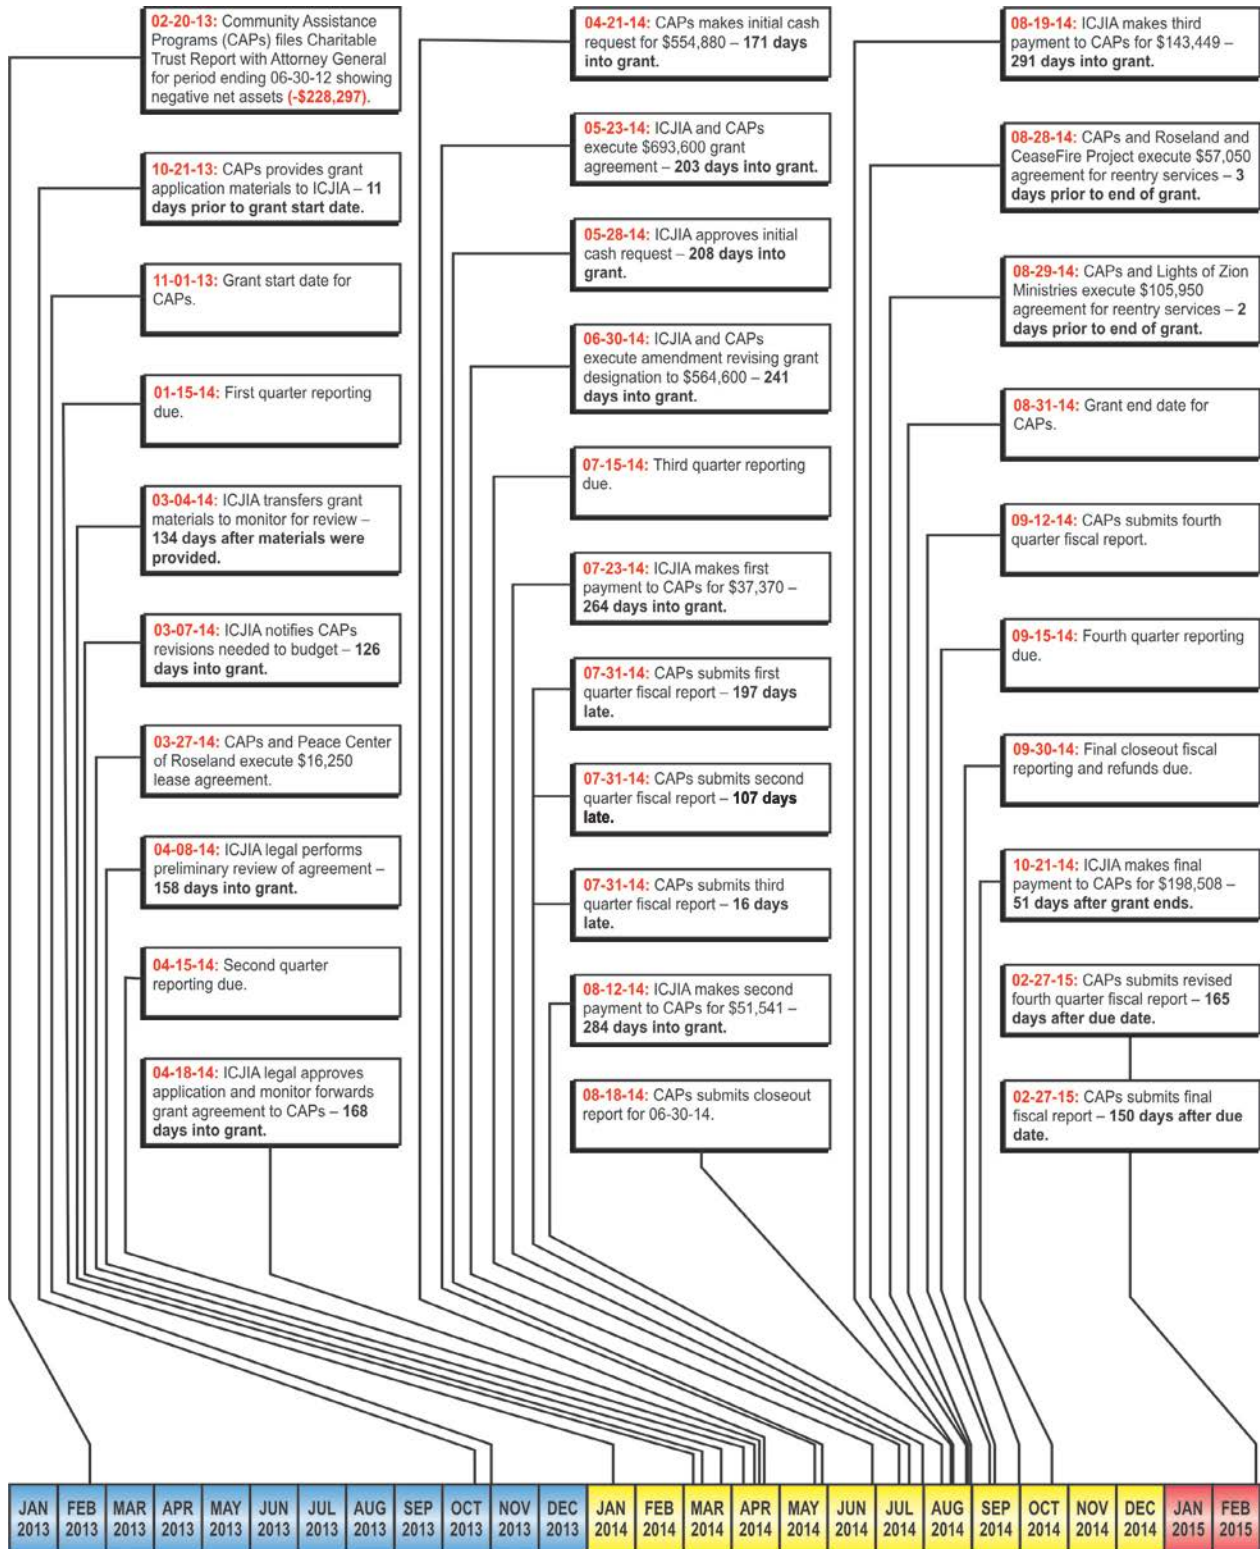 02-20-13: Community Assistance
Programs (CAPs) files Charitable
Trust Report with Attorney General
for period ending 06-30-12 showing
negative net assets (-$228,297).
10-21-13: CAPs provides grant
application materials to ICJIA – 11
days prior to grant start date.
11-01-13: Grant start date for
CAPs.
01-15-14: First quarter reporting
due.
03-04-14: ICJIA transfers grant
materials to monitor for review –
134 days after materials were
provided.
03-07-14: ICJIA notifies CAPs
revisions needed to budget – 126
days into grant.
03-27-14: CAPs and Peace Center
of Roseland execute $16,250
lease agreement.
04-08-14: ICJIA legal performs
preliminary review of agreement –
158 days into grant.
04-15-14: Second quarter
reporting due.
04-18-14: ICJIA legal approves
application and monitor forwards
grant agreement to CAPs – 168
days into grant.
04-21-14: CAPs makes initial cash
request for $554,880 – 171 days
into grant.
05-23-14: ICJIA and CAPs
execute $693,600 grant
agreement – 203 days into grant.
05-28-14: ICJIA approves initial
cash request – 208 days into
grant.
06-30-14: ICJIA and CAPs
execute amendment revising grant
designation to $564,600 – 241
days into grant.
07-15-14: Third quarter reporting
due.
07-23-14: ICJIA makes first
payment to CAPs for $37,370 –
264 days into grant.
07-31-14: CAPs submits first
quarter fiscal report – 197 days
late.
07-31-14: CAPs submits second
quarter fiscal report – 107 days
late.
07-31-14: CAPs submits third
quarter fiscal report – 16 days
late.
08-12-14: ICJIA makes second
payment to CAPs for $51,541 –
284 days into grant.
08-18-14: CAPs submits closeout
report for 06-30-14.
08-19-14: ICJIA makes third
payment to CAPs for $143,449 –
291 days into grant.
08-28-14: CAPs and Roseland and
CeaseFire Project execute $57,050
agreement for reentry services – 3
days prior to end of grant.
08-29-14: CAPs and Lights of Zion
Ministries execute $105,950
agreement for reentry services – 2
days prior to end of grant.
08-31-14: Grant end date for
CAPs.
09-12-14: CAPs submits fourth
quarter fiscal report.
09-15-14: Fourth quarter reporting
due.
09-30-14: Final closeout fiscal
reporting and refunds due.
10-21-14: ICJIA makes final
payment to CAPs for $198,508 –
51 days after grant ends.
02-27-15: CAPs submits revised
fourth quarter fiscal report – 165
days after due date.
02-27-15: CAPs submits final
fiscal report – 150 days after due
date.
JAN FEB MAR APR MAY JUN JUL AUG SEP OCT NOV DEC JAN FEB MAR APR MAY JUN JUL AUG SEP OCT NOV DEC JAN FEB
2013 2013 2013 2013 2013 2013 2013 2013 2013 2013 2013 2013 2014 2014 2014 2014 2014 2014 2014 2014 2014 2014 2014 2014 2015 2015